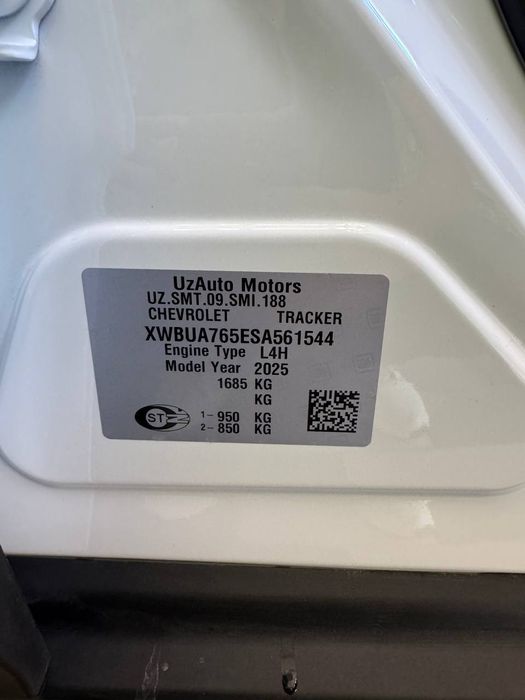 UzAuto Motors
UZ.SMT.09.SMI.188
CHEVROLET TRACKER
XWBUA765ESA561544
Engine Type L4H
Model Year 2025
1685 KG
KG
1- 950 KG
2- 850 KG
ST